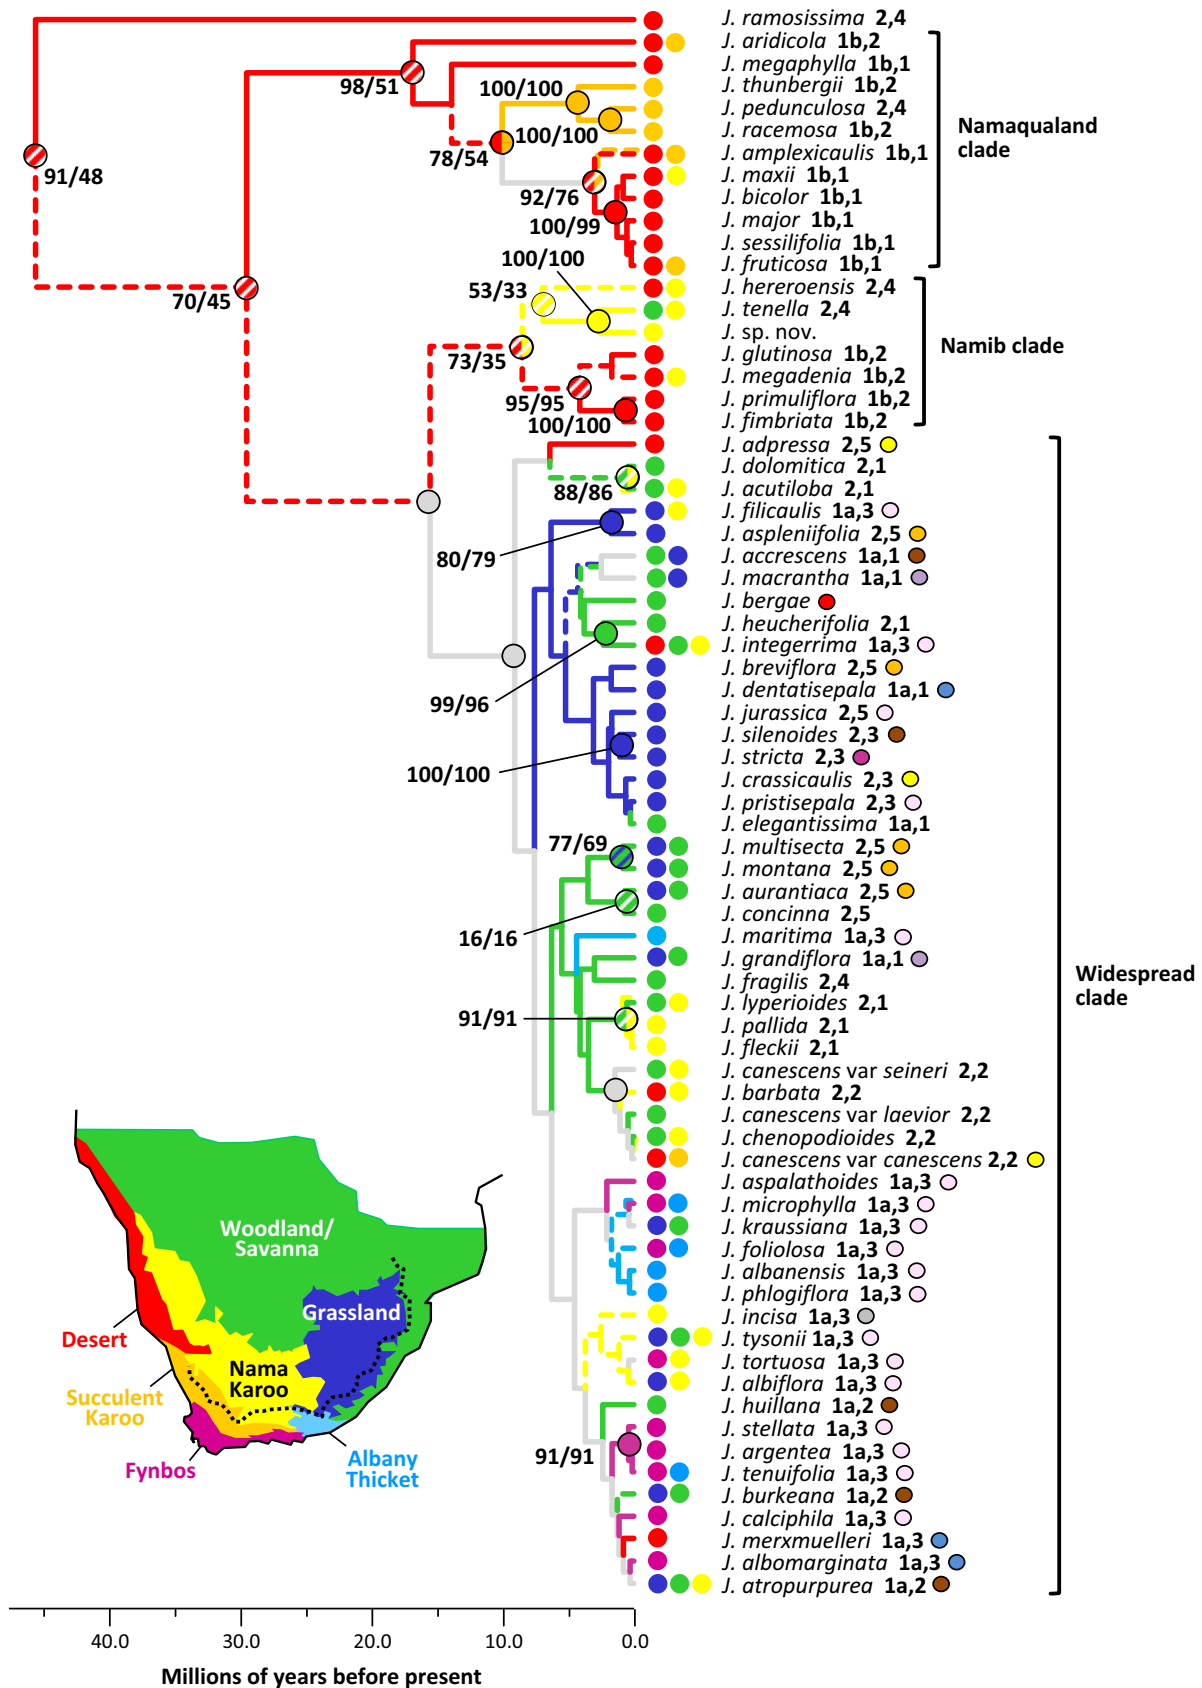 J. ramosissima 2,4
J. aridicola 1b,2
J. megaphylla 1b,1
J. thunbergii 1b,2
J. pedunculosa 2,4
J. racemosa 1b,2
J. amplexicaulis 1b,1
J. maxii 1b,1
J. bicolor 1b,1
J. major 1b,1
J. sessilifolia 1b,1
J. fruticosa 1b,1
J. hereroensis 2,4
J. tenella 2,4
J. sp. nov.
J. glutinosa 1b,2
J. megadenia 1b,2
J. primuliflora 1b,2
J. fimbriata 1b,2
J. adpressa 2,5
J. dolomitica 2,1
J. acutiloba 2,1
J. filicaulis 1a,3
J. aspleniifolia 2,5
J. accrescens 1a,1
J. macrantha 1a,1
J. bergae
J. heucherifolia 2,1
J. integerrima 1a,3
J. breviflora 2,5
J. dentatisepala 1a,1
J. jurassica 2,5
J. silenoides 2,3
J. stricta 2,3
J. crassicaulis 2,3
J. pristisepala 2,3
J. elegantissima 1a,1
J. multisecta 2,5
J. montana 2,5
J. aurantiaca 2,5
J. concinna 2,5
J. maritima 1a,3
J. grandiflora 1a,1
J. fragilis 2,4
J. lyperioides 2,1
J. pallida 2,1
J. fleckii 2,1
J. canescens var seineri 2,2
J. barbata 2,2
J. canescens var laevior 2,2
J. chenopodioides 2,2
J. canescens var canescens 2,2
J. aspalathoides 1a,3
J. microphylla 1a,3
J. kraussiana 1a,3
J. foliolosa 1a,3
J. albanensis 1a,3
J. phlogiflora 1a,3
J. incisa 1a,3
J. tysonii 1a,3
J. tortuosa 1a,3
J. albiflora 1a,3
J. huillana 1a,2
J. stellata 1a,3
J. argentea 1a,3
J. tenuifolia 1a,3
J. burkeana 1a,2
J. calciphila 1a,3
J. merxmuelleri 1a,3
J. albomarginata 1a,3
J. atropurpurea 1a,2
Namaqualand
clade
Namib clade
Widespread
clade
98/51
100/100
100/100
78/54
91/48
92/76
100/99
100/100
53/33
70/45
73/35
95/95
100/100
88/86
80/79
99/96
100/100
77/69
16/16
91/91
91/91
Woodland/
Savanna
Grassland
Desert
Nama
Karoo
Succulent
Karoo
Fynbos
Albany
Thicket
40.0 30.0 20.0 10.0 0.0
Millions of years before present